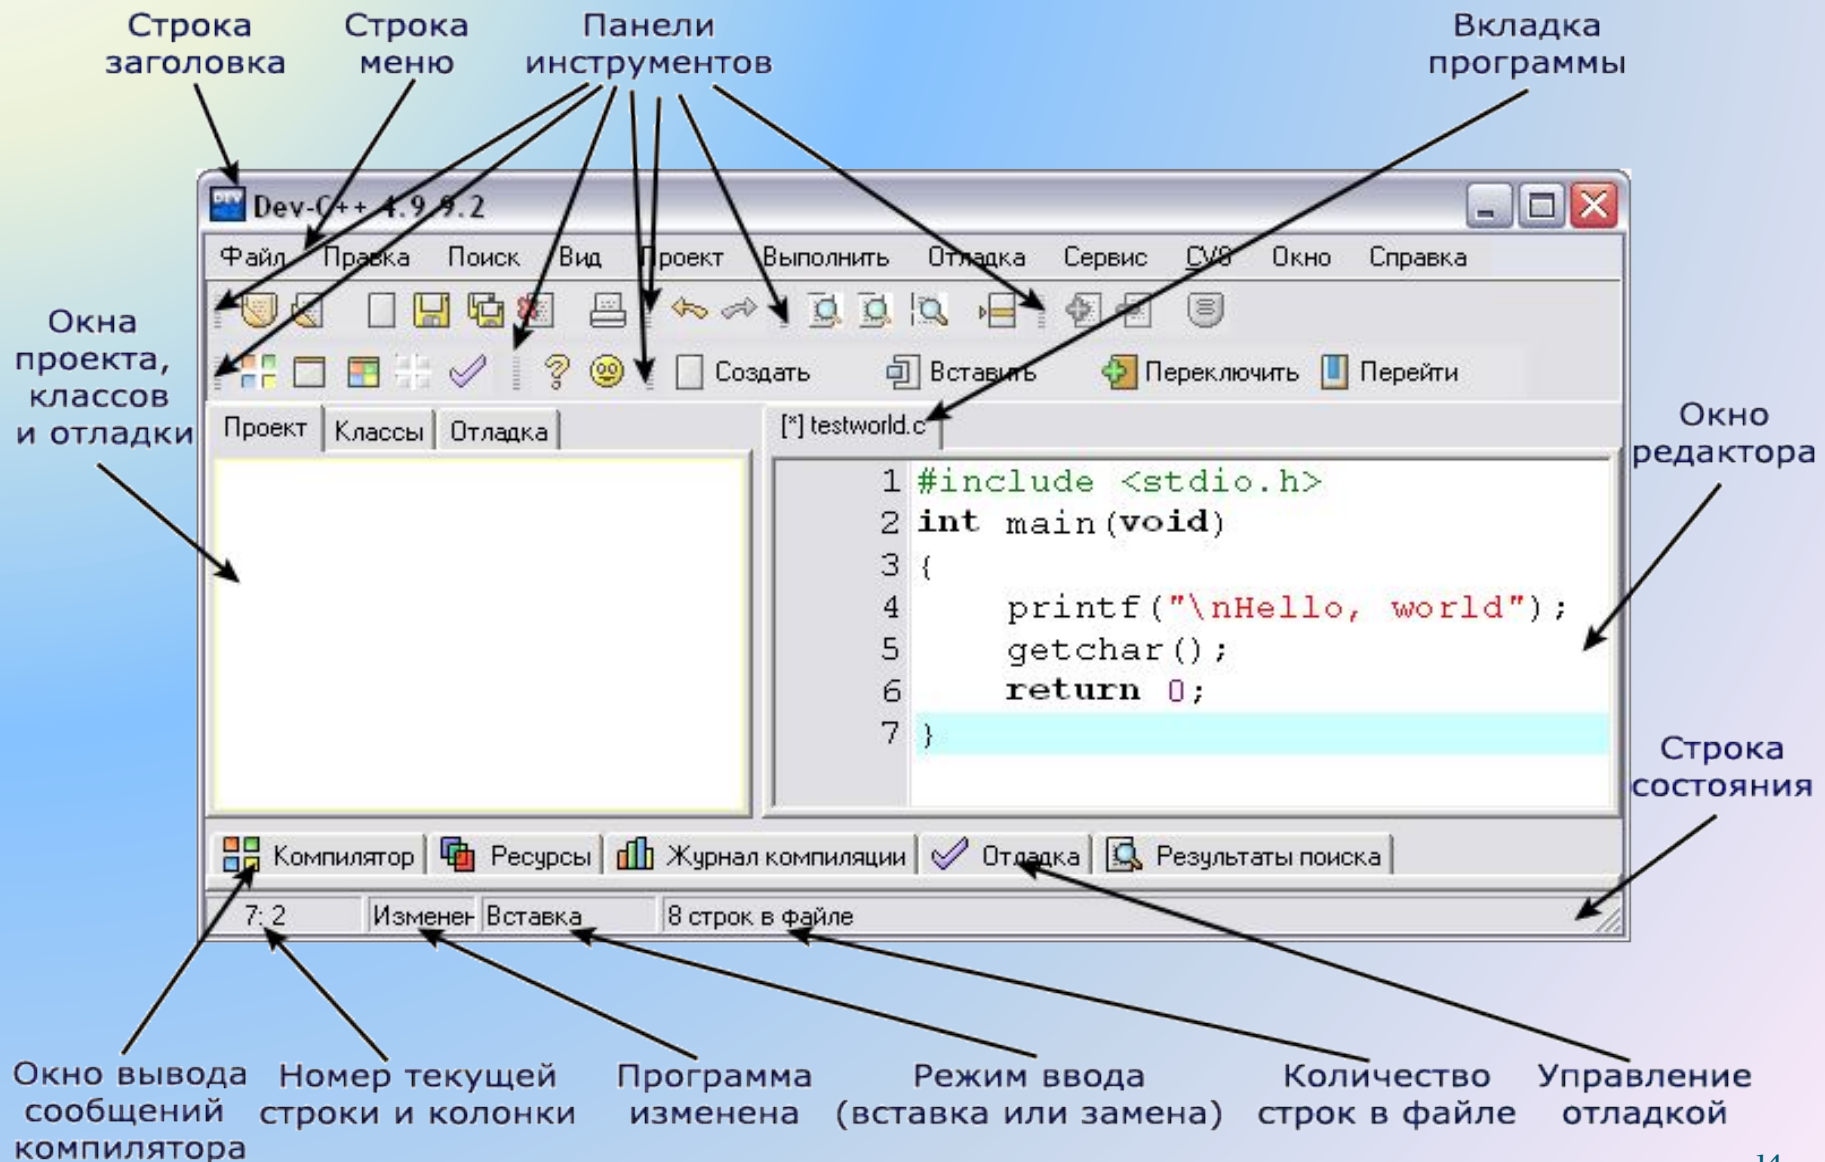 Строка заголовка
Строка меню
Панели инструментов
Вкладка программы
Dev-C++ 4.9.9.2
Файл Правка Поиск Вид Проект Выполнить Отладка Сервис CVS Окно Справка
Создать Вставить Переключить Перейти
Окна проекта, классов и отладки
Проект Классы Отладка
[*] testworld.c
Окно редактора
1 #include <stdio.h>
2 int main(void)
3 {
4 printf("\nHello, world");
5 getchar();
6 return 0;
7 }
Строка состояния
Компилятор Ресурсы Журнал компиляции Отладка Результаты поиска
7: 2 Изменен Вставка 8 строк в файле
Окно вывода сообщений компилятора
Номер текущей строки и колонки
Программа изменена
Режим ввода (вставка или замена)
Количество строк в файле
Управление отладкой